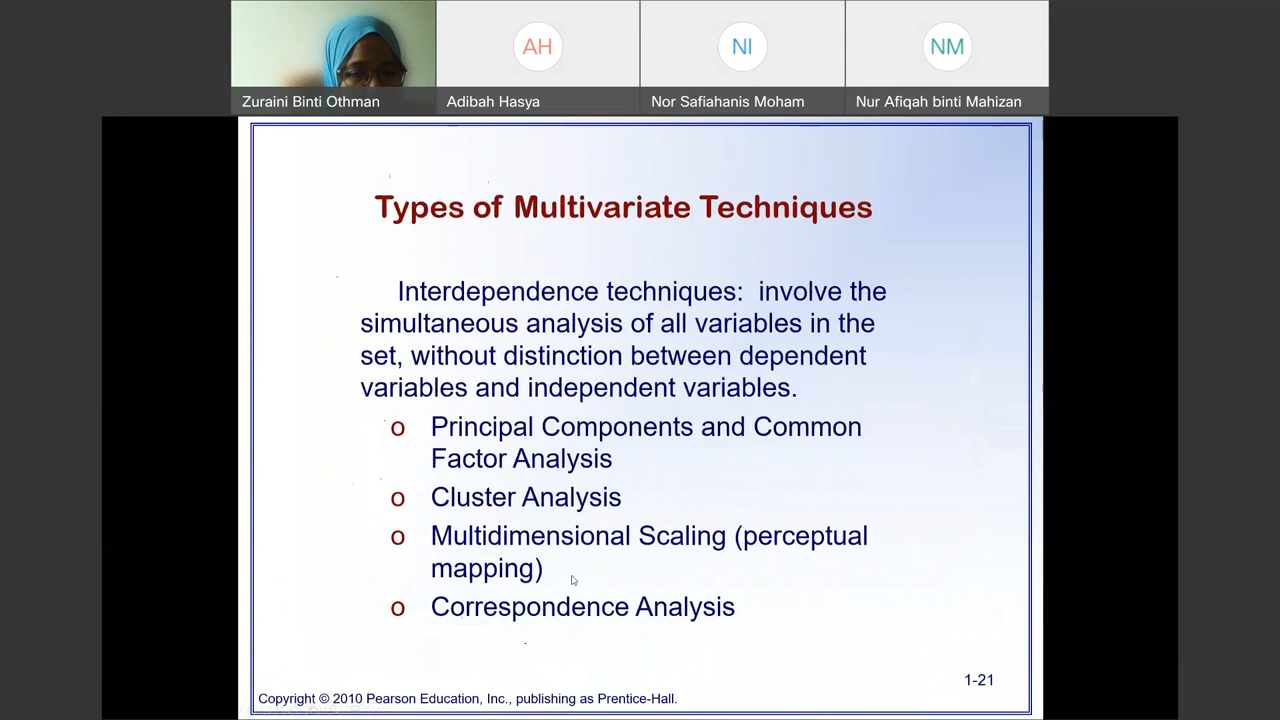 AH
NI
NM
Zuraini Binti Othman
Adibah Hasya
Nor Safiahanis Moham
Nur Afiqah binti Mahizan
Types of Multivariate Techniques
Interdependence techniques: involve the
simultaneous analysis of all variables in the
set, without distinction between dependent
variables and independent variables.
o Principal Components and Common
Factor Analysis
o Cluster Analysis
o Multidimensional Scaling (perceptual
mapping)
o Correspondence Analysis
1-21
Copyright © 2010 Pearson Education, Inc., publishing as Prentice-Hall.